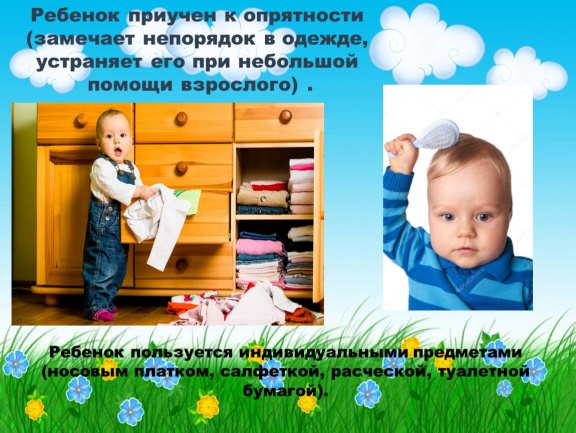 Ребенок приучен к опрятности
(замечает непорядок в одежде,
устраняет его при небольшой
помощи взрослого) .
Ребенок пользуется индивидуальными предметами
(носовым платком, салфеткой, расческой, туалетной
бумагой).